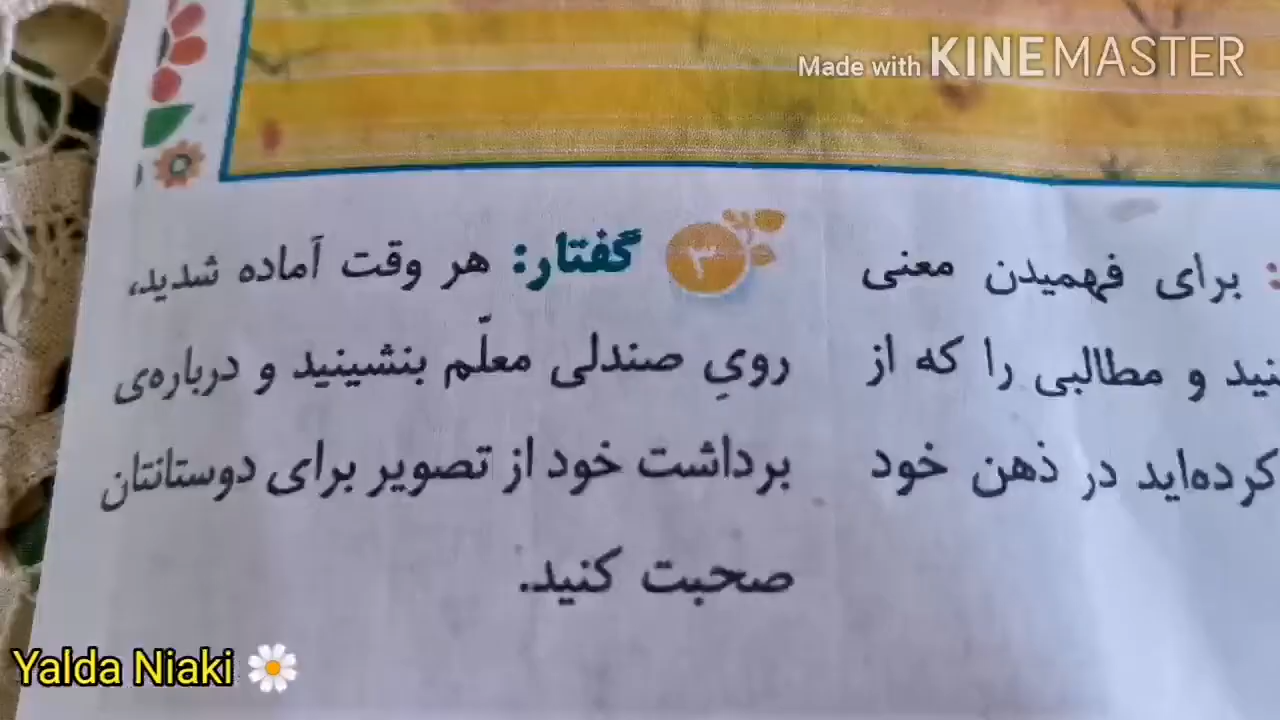 Made with KINEMASTER
: برای فهمیدن معنی
و مطالبی را که از
کرده‌اید در ذهن خود
۳
گفتار: هر وقت آماده شدید،
رویِ صندلی معلّم بنشینید و درباره‌ی
برداشت خود از تصویر برای دوستانتان
صحبت کنید.
Yalda Niaki